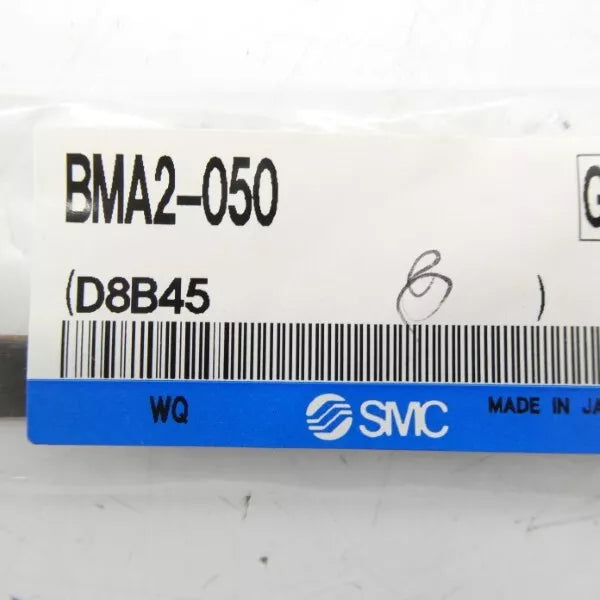 BMA2-050
G
(D8B45 8 )
WQ SMC MADE IN JA